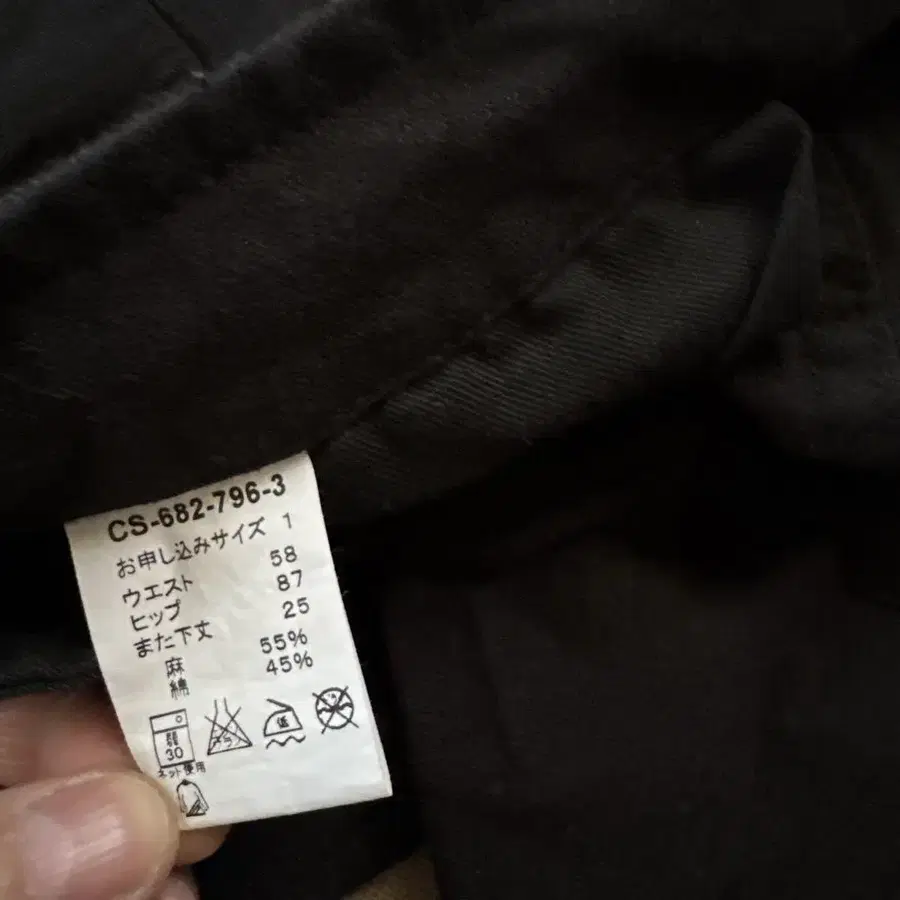 CS-682-796-3
お申し込みサイズ 1
ウエスト 58
ヒップ 87
また下丈 25
麻 55%
綿 45%
低
30
ネット使用